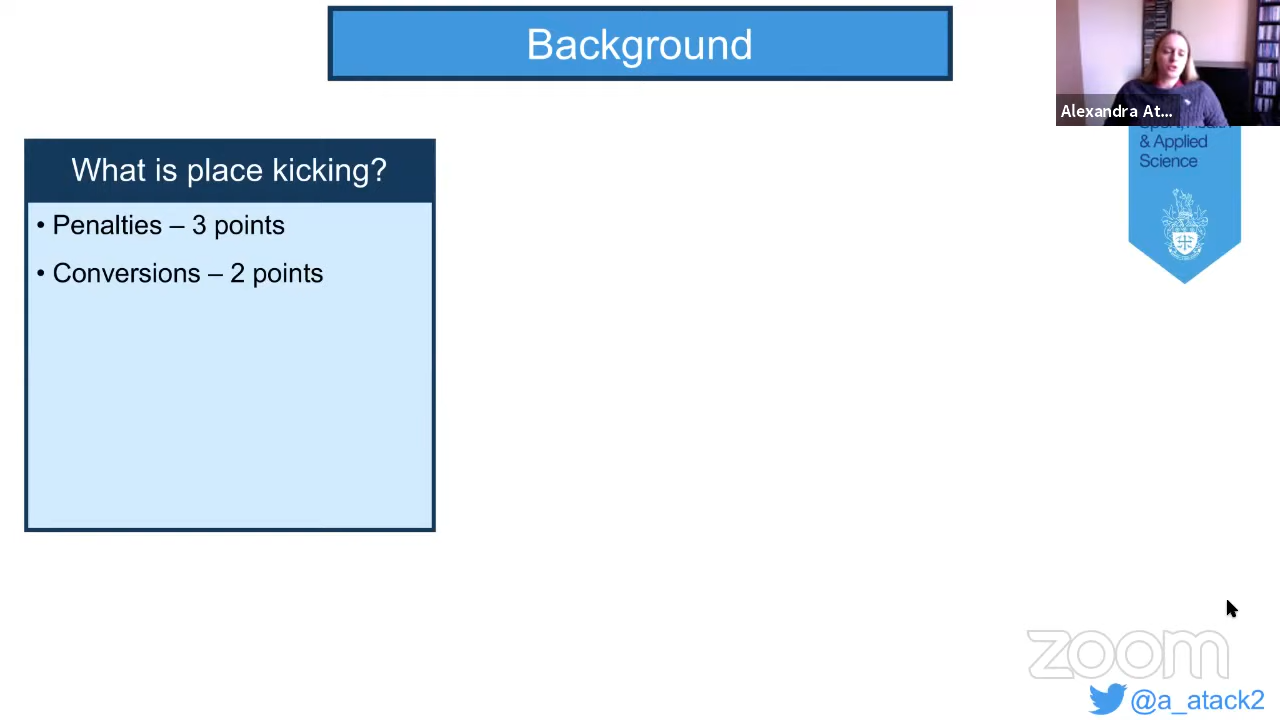 Background
Alexandra At...
& Applied
Science
What is place kicking?
• Penalties – 3 points
• Conversions – 2 points
zoom
@a_atack2